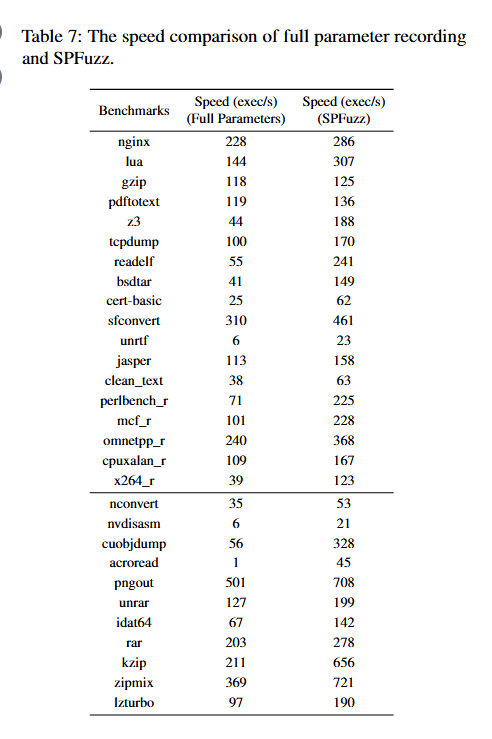 Table 7: The speed comparison of full parameter recording
and SPFuzz.
Benchmarks Speed (exec/s) (Full Parameters) Speed (exec/s) (SPFuzz)
nginx 228 286
lua 144 307
gzip 118 125
pdftotext 119 136
z3 44 188
tcpdump 100 170
readelf 55 241
bsdtar 41 149
cert-basic 25 62
sfconvert 310 461
unrtf 6 23
jasper 113 158
clean_text 38 63
perlbench_r 71 225
mcf_r 101 228
omnetpp_r 240 368
cpuxalan_r 109 167
x264_r 39 123
nconvert 35 53
nvdisasm 6 21
cuobjdump 56 328
acroread 1 45
pngout 501 708
unrar 127 199
idat64 67 142
rar 203 278
kzip 211 656
zipmix 369 721
lzturbo 97 190